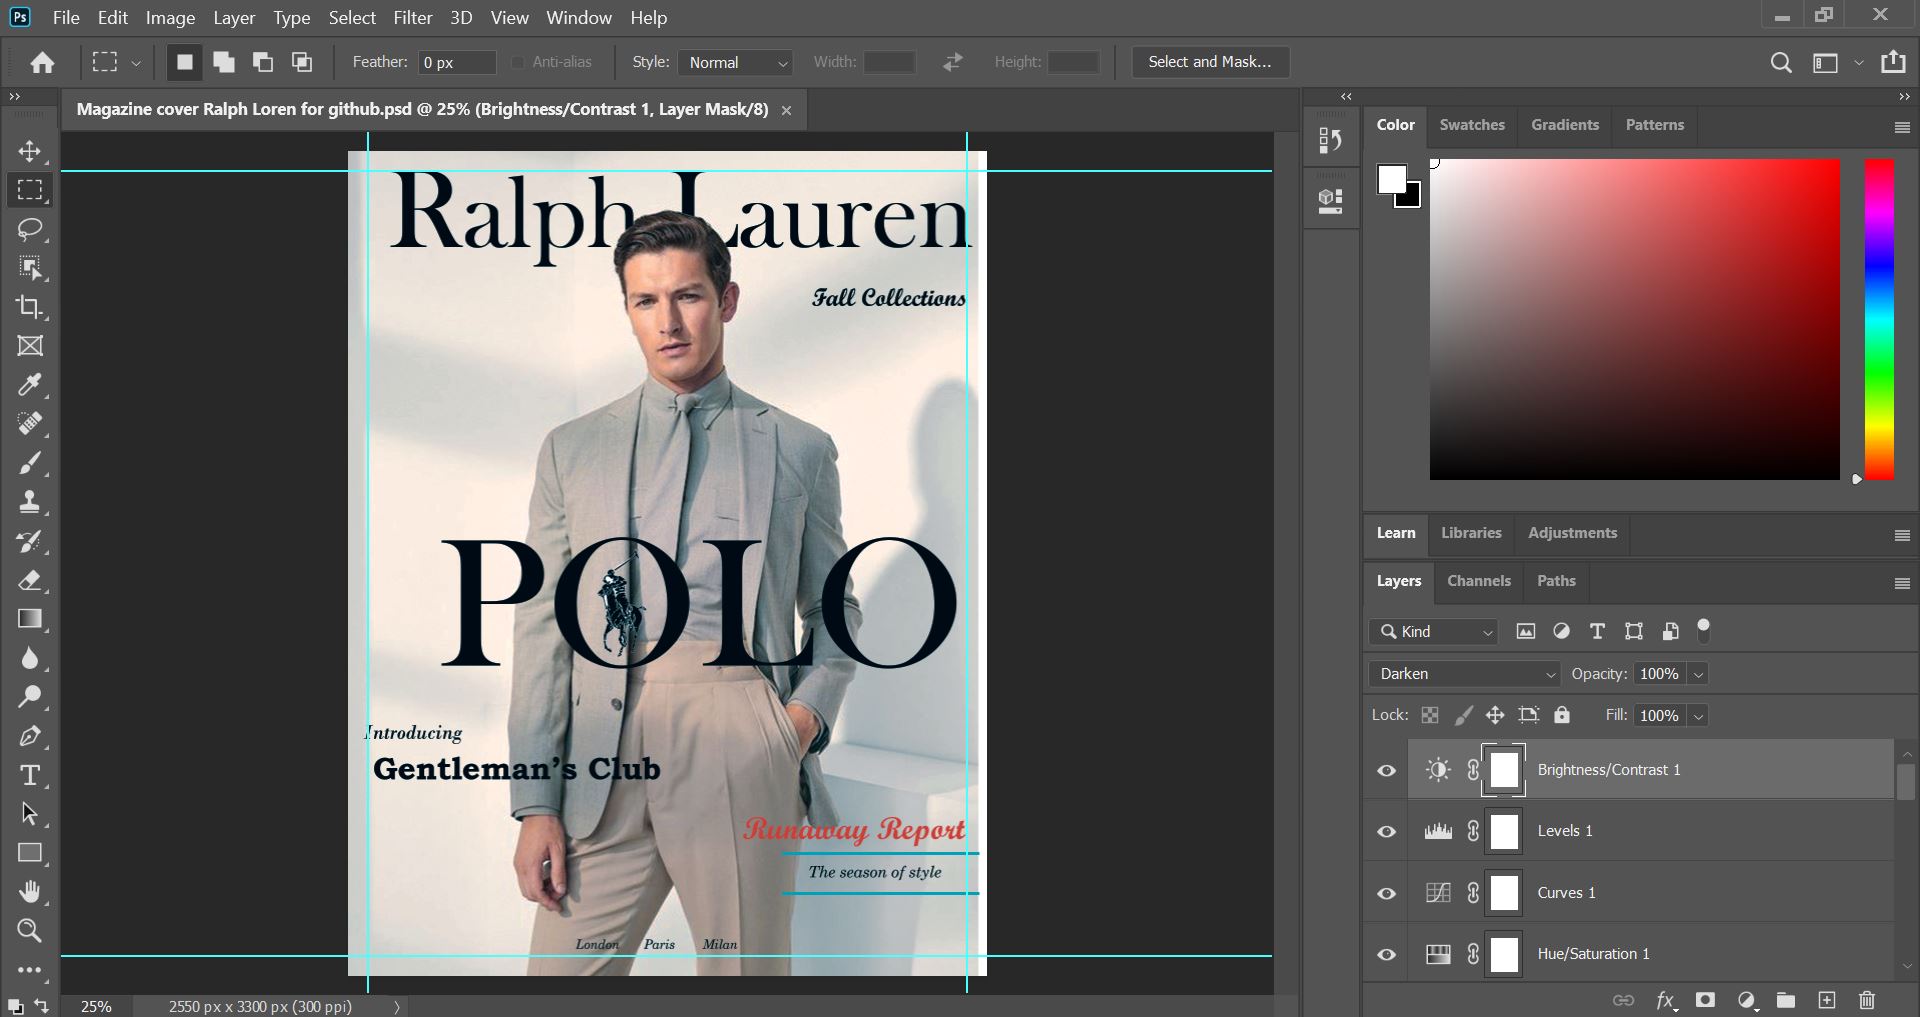 Ps File Edit Image Layer Type Select Filter 3D View Window Help
Feather: 0 px Anti-alias Style: Normal Width: Height: Select and Mask...
Magazine cover Ralph Loren for github.psd @ 25% (Brightness/Contrast 1, Layer Mask/8) ×
Ralph Lauren
Fall Collections
POLO
Introducing
Gentleman's Club
Runaway Report
The season of style
London Paris Milan
25% 2550 px x 3300 px (300 ppi)
Color Swatches Gradients Patterns
Learn Libraries Adjustments
Layers Channels Paths
Kind
Darken Opacity: 100%
Lock: Fill: 100%
Brightness/Contrast 1
Levels 1
Curves 1
Hue/Saturation 1
fx